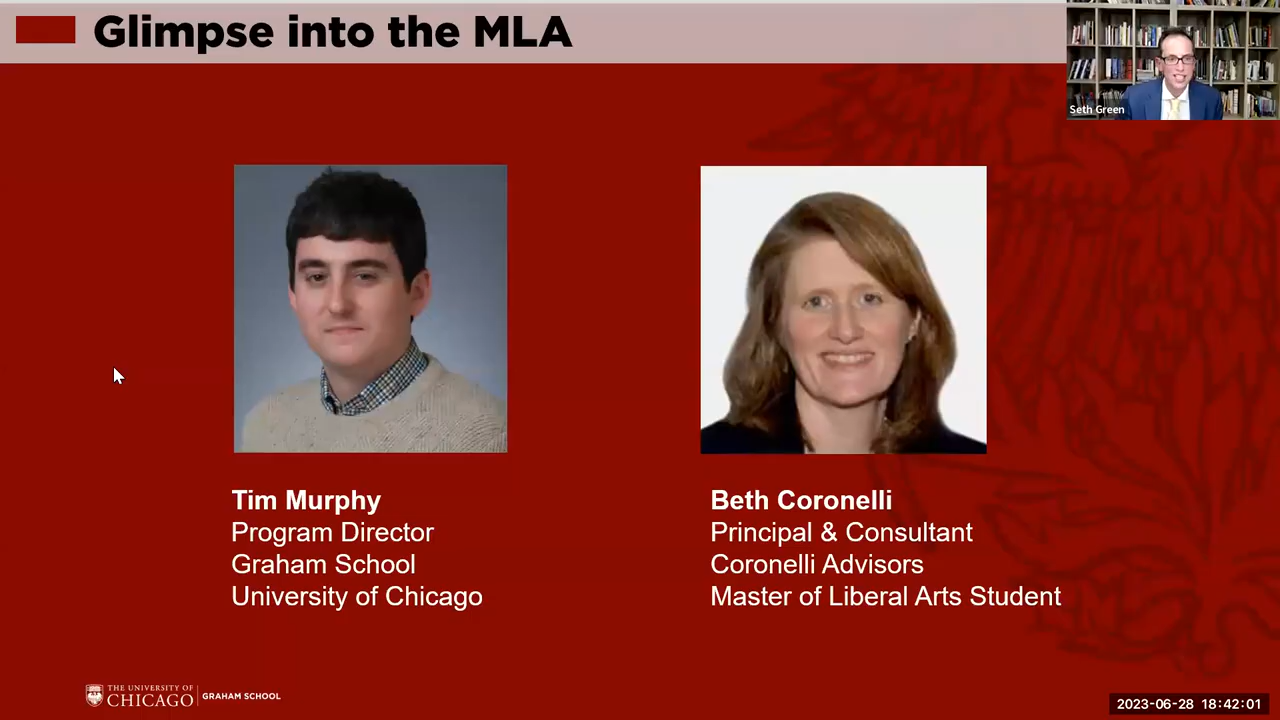 Glimpse into the MLA
Seth Green
Tim Murphy
Program Director
Graham School
University of Chicago
Beth Coronelli
Principal & Consultant
Coronelli Advisors
Master of Liberal Arts Student
THE UNIVERSITY OF
CHICAGO
GRAHAM SCHOOL
2023-06-28 18:42:01